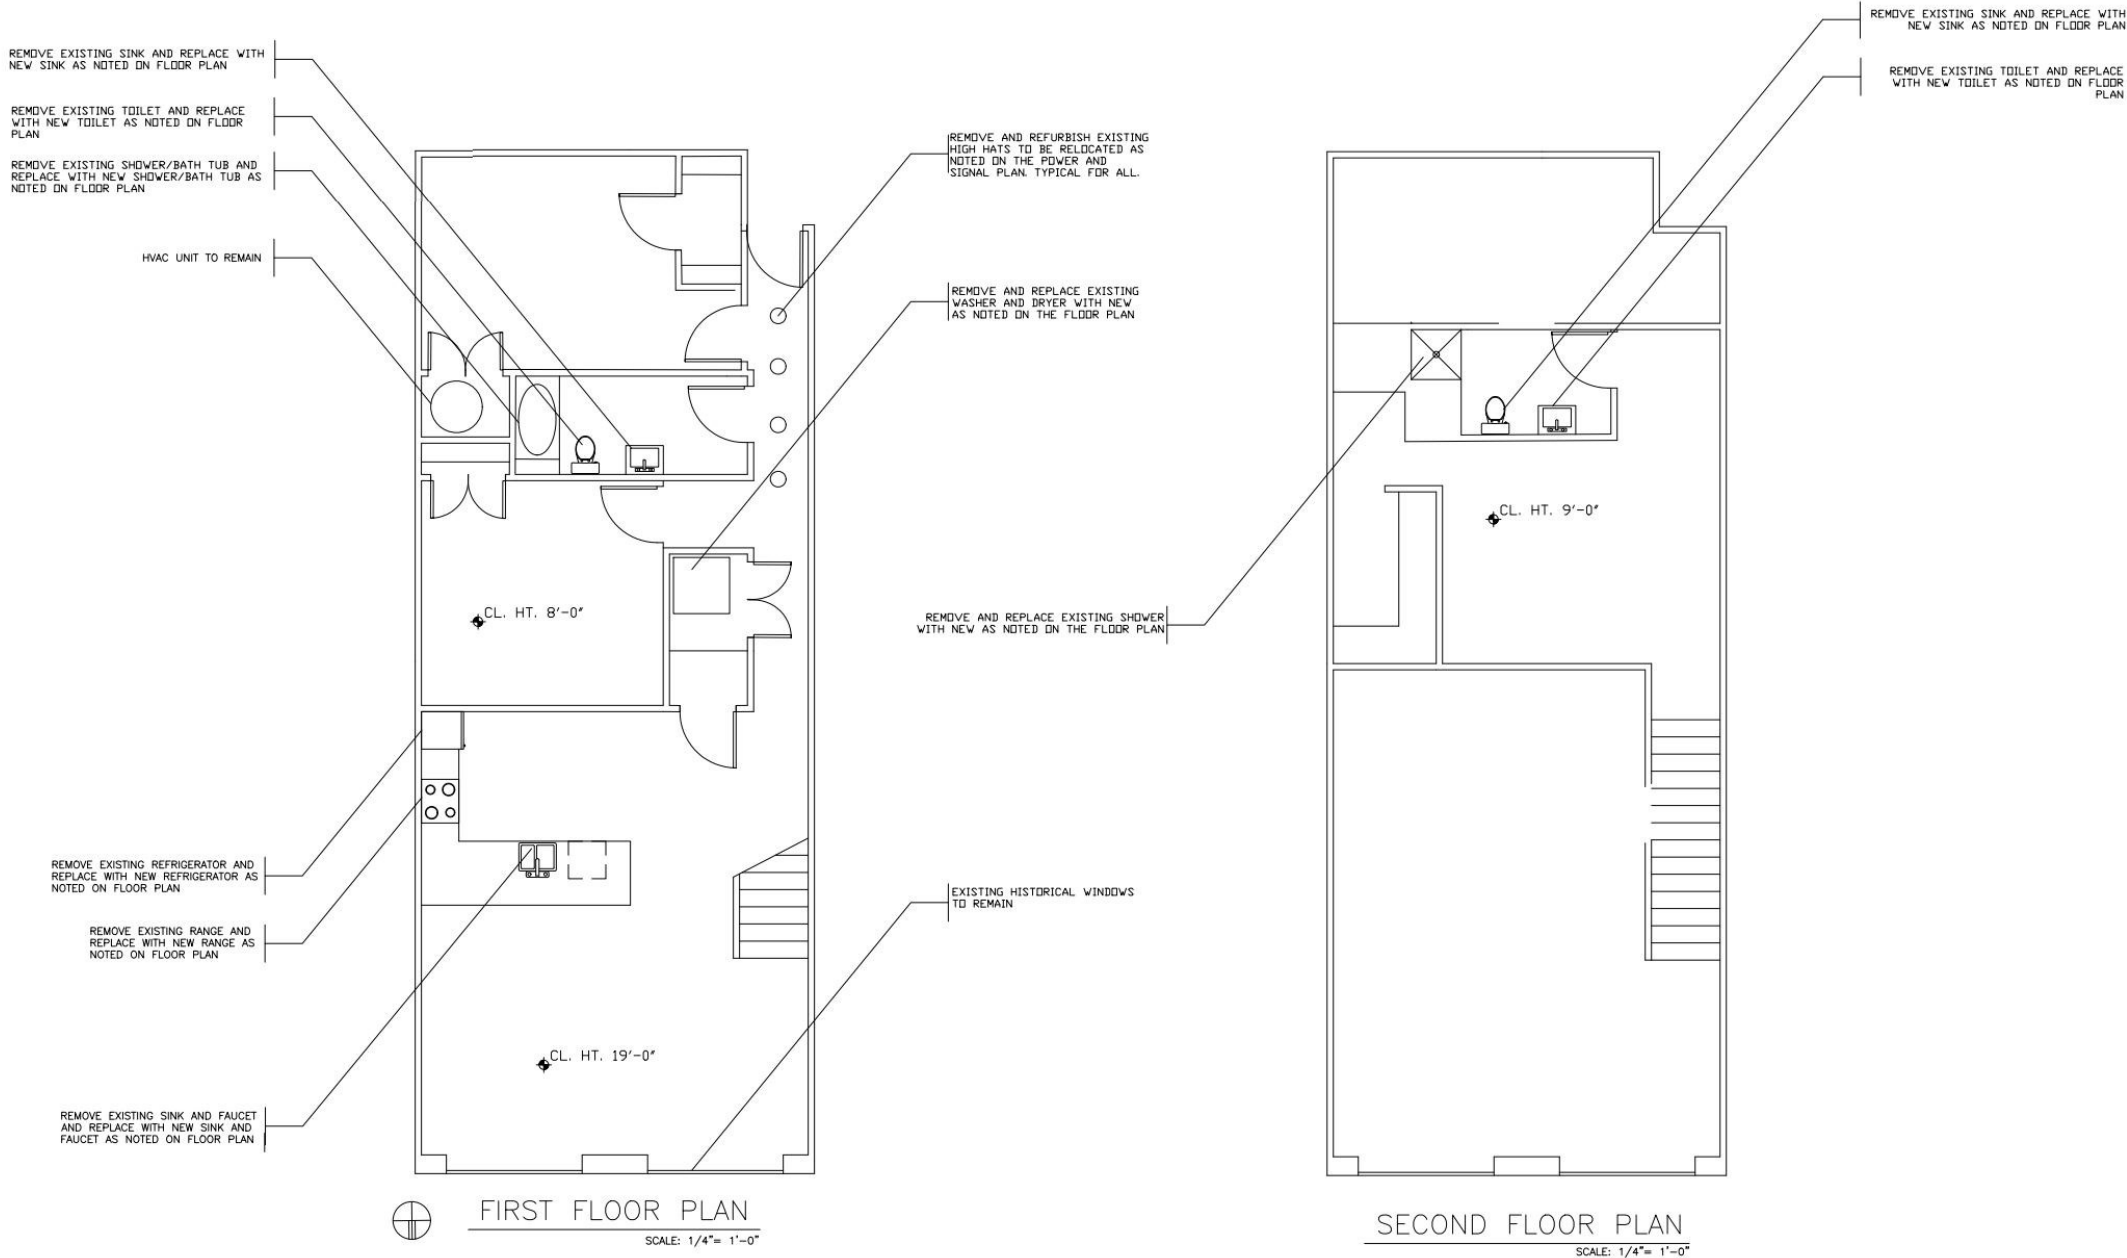 REMOVE EXISTING SINK AND REPLACE WITH
NEW SINK AS NOTED ON FLOOR PLAN
REMOVE EXISTING TOILET AND REPLACE
WITH NEW TOILET AS NOTED ON FLOOR
PLAN
REMOVE EXISTING SHOWER/BATH TUB AND
REPLACE WITH NEW SHOWER/BATH TUB AS
NOTED ON FLOOR PLAN
HVAC UNIT TO REMAIN
REMOVE EXISTING REFRIGERATOR AND
REPLACE WITH NEW REFRIGERATOR AS
NOTED ON FLOOR PLAN
REMOVE EXISTING RANGE AND
REPLACE WITH NEW RANGE AS
NOTED ON FLOOR PLAN
REMOVE EXISTING SINK AND FAUCET
AND REPLACE WITH NEW SINK AND
FAUCET AS NOTED ON FLOOR PLAN
CL. HT. 8'-0"
CL. HT. 19'-0"
REMOVE AND REFURBISH EXISTING
HIGH HATS TO BE RELOCATED AS
NOTED ON THE POWER AND
SIGNAL PLAN. TYPICAL FOR ALL.
REMOVE AND REPLACE EXISTING
WASHER AND DRYER WITH NEW
AS NOTED ON THE FLOOR PLAN
EXISTING HISTORICAL WINDOWS
TO REMAIN
FIRST FLOOR PLAN
SCALE: 1/4"= 1'-0"
REMOVE EXISTING SINK AND REPLACE WITH
NEW SINK AS NOTED ON FLOOR PLAN
REMOVE EXISTING TOILET AND REPLACE
WITH NEW TOILET AS NOTED ON FLOOR
PLAN
CL. HT. 9'-0"
REMOVE AND REPLACE EXISTING SHOWER
WITH NEW AS NOTED ON THE FLOOR PLAN
SECOND FLOOR PLAN
SCALE: 1/4"= 1'-0"